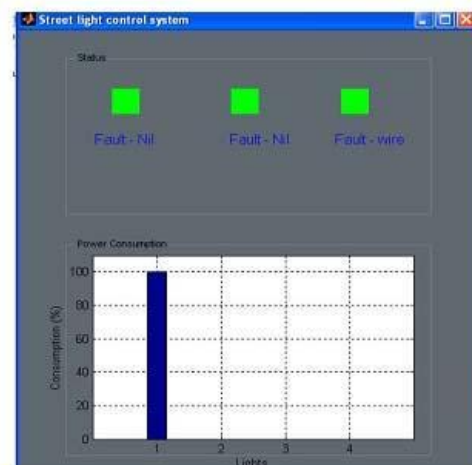 Street light control system
Status
Fault - Nil
Fault - Nil
Fault - wire
Power Consumption
100
80
60
40
20
0
Consumption (%)
1 2 3 4
Lights